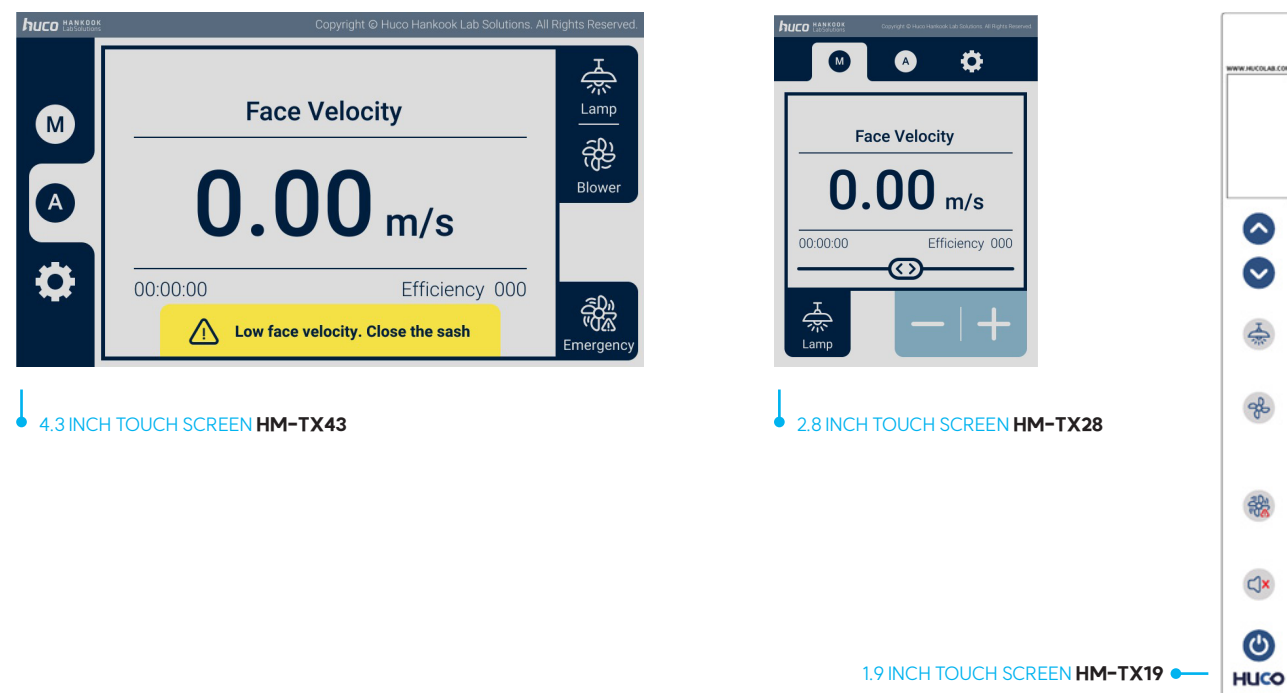 huco HANKOOK
Lab Solutions
Copyright © Huco Hankook Lab Solutions. All Rights Reserved.
M
A
Face Velocity
0.00 m/s
00:00:00 Efficiency 000
Low face velocity. Close the sash
Lamp
Blower
Emergency
4.3 INCH TOUCH SCREEN HM-TX43
huco HANKOOK
Lab Solutions
Copyright © Huco Hankook Lab Solutions. All Rights Reserved.
M A
Face Velocity
0.00 m/s
00:00:00 Efficiency 000
Lamp
2.8 INCH TOUCH SCREEN HM-TX28
WWW.HUCOLAB.CO
HUCO
1.9 INCH TOUCH SCREEN HM-TX19